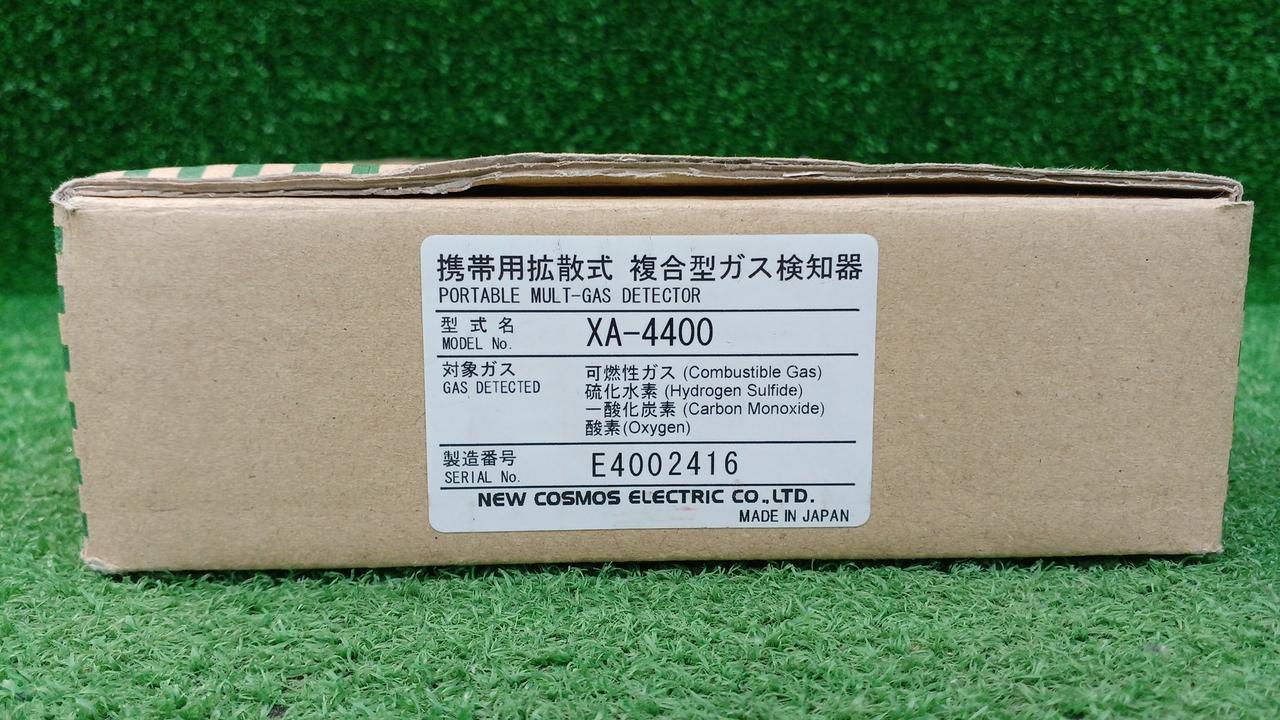 携帯用拡散式 複合型ガス検知器
PORTABLE MULT-GAS DETECTOR
型式名 XA-4400
MODEL No.
対象ガス 可燃性ガス (Combustible Gas)
GAS DETECTED 硫化水素 (Hydrogen Sulfide)
一酸化炭素 (Carbon Monoxide)
酸素(Oxygen)
製造番号 E4002416
SERIAL No.
NEW COSMOS ELECTRIC CO.,LTD.
MADE IN JAPAN